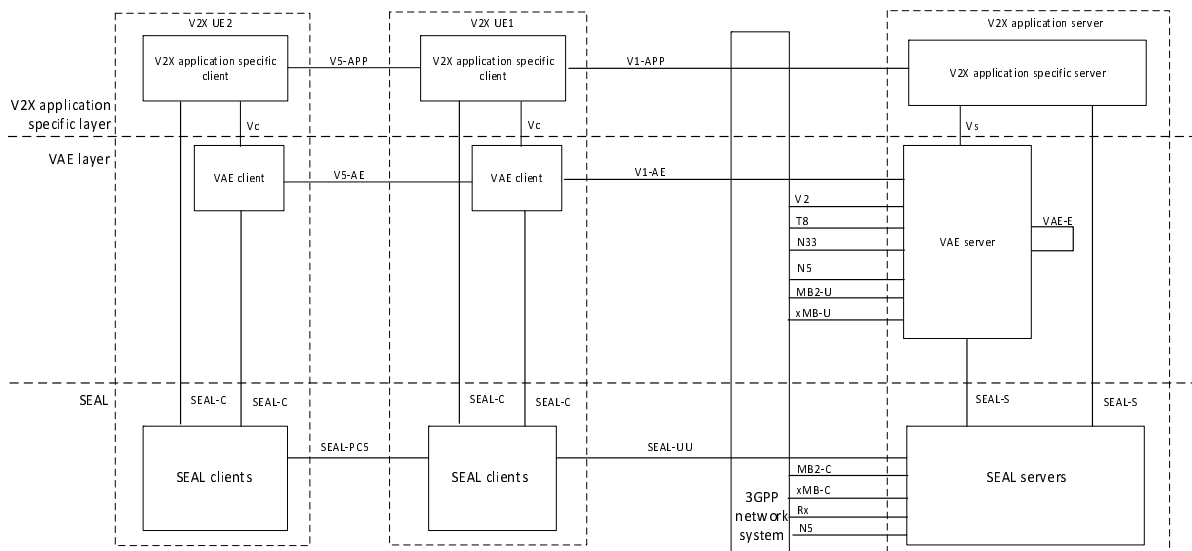 V2X UE2
V2X UE1
V2X application server
V2X application specific
client
V5-APP
V2X application specific
client
V1-APP
V2X application specific server
V2X application
specific layer
Vc
Vc
Vs
VAE layer
VAE client
V5-AE
VAE client
V1-AE
V2
T8
N33
N5
MB2-U
xMB-U
VAE server
VAE-E
SEAL
SEAL-C
SEAL-C
SEAL-C
SEAL-C
SEAL-S
SEAL-S
SEAL clients
SEAL-PC5
SEAL clients
SEAL-UU
3GPP
network
system
MB2-C
xMB-C
Rx
N5
SEAL servers